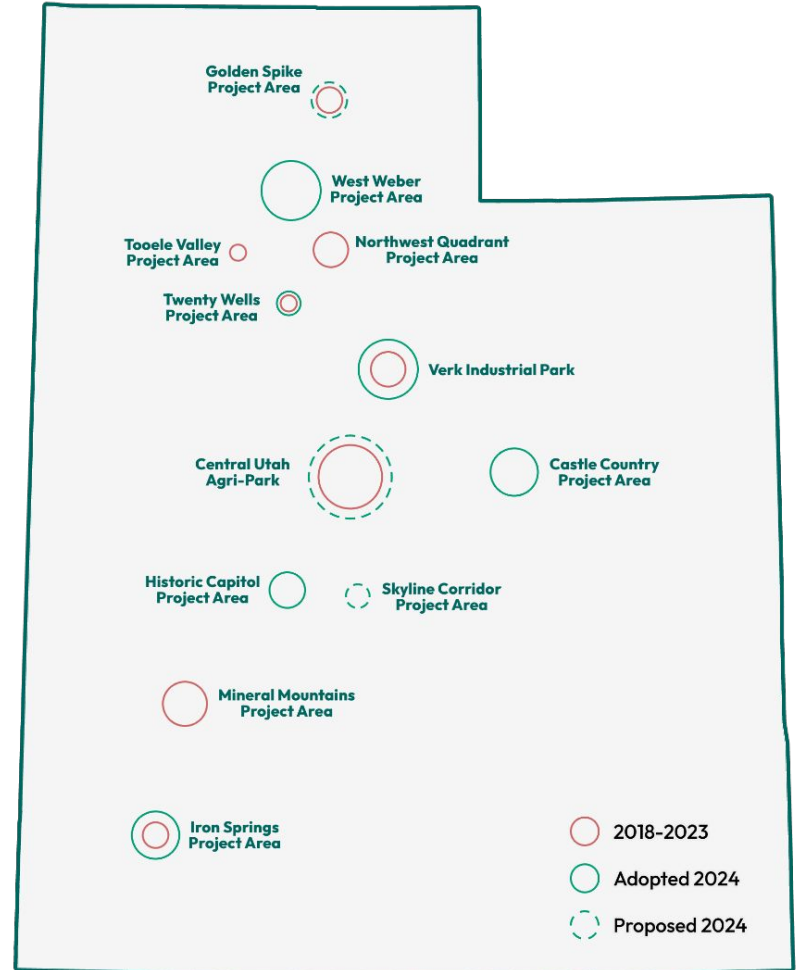 Golden Spike
Project Area
West Weber
Project Area
Tooele Valley
Project Area
Northwest Quadrant
Project Area
Twenty Wells
Project Area
Verk Industrial Park
Central Utah
Agri-Park
Castle Country
Project Area
Historic Capitol
Project Area
Skyline Corridor
Project Area
Mineral Mountains
Project Area
Iron Springs
Project Area
2018-2023
Adopted 2024
Proposed 2024